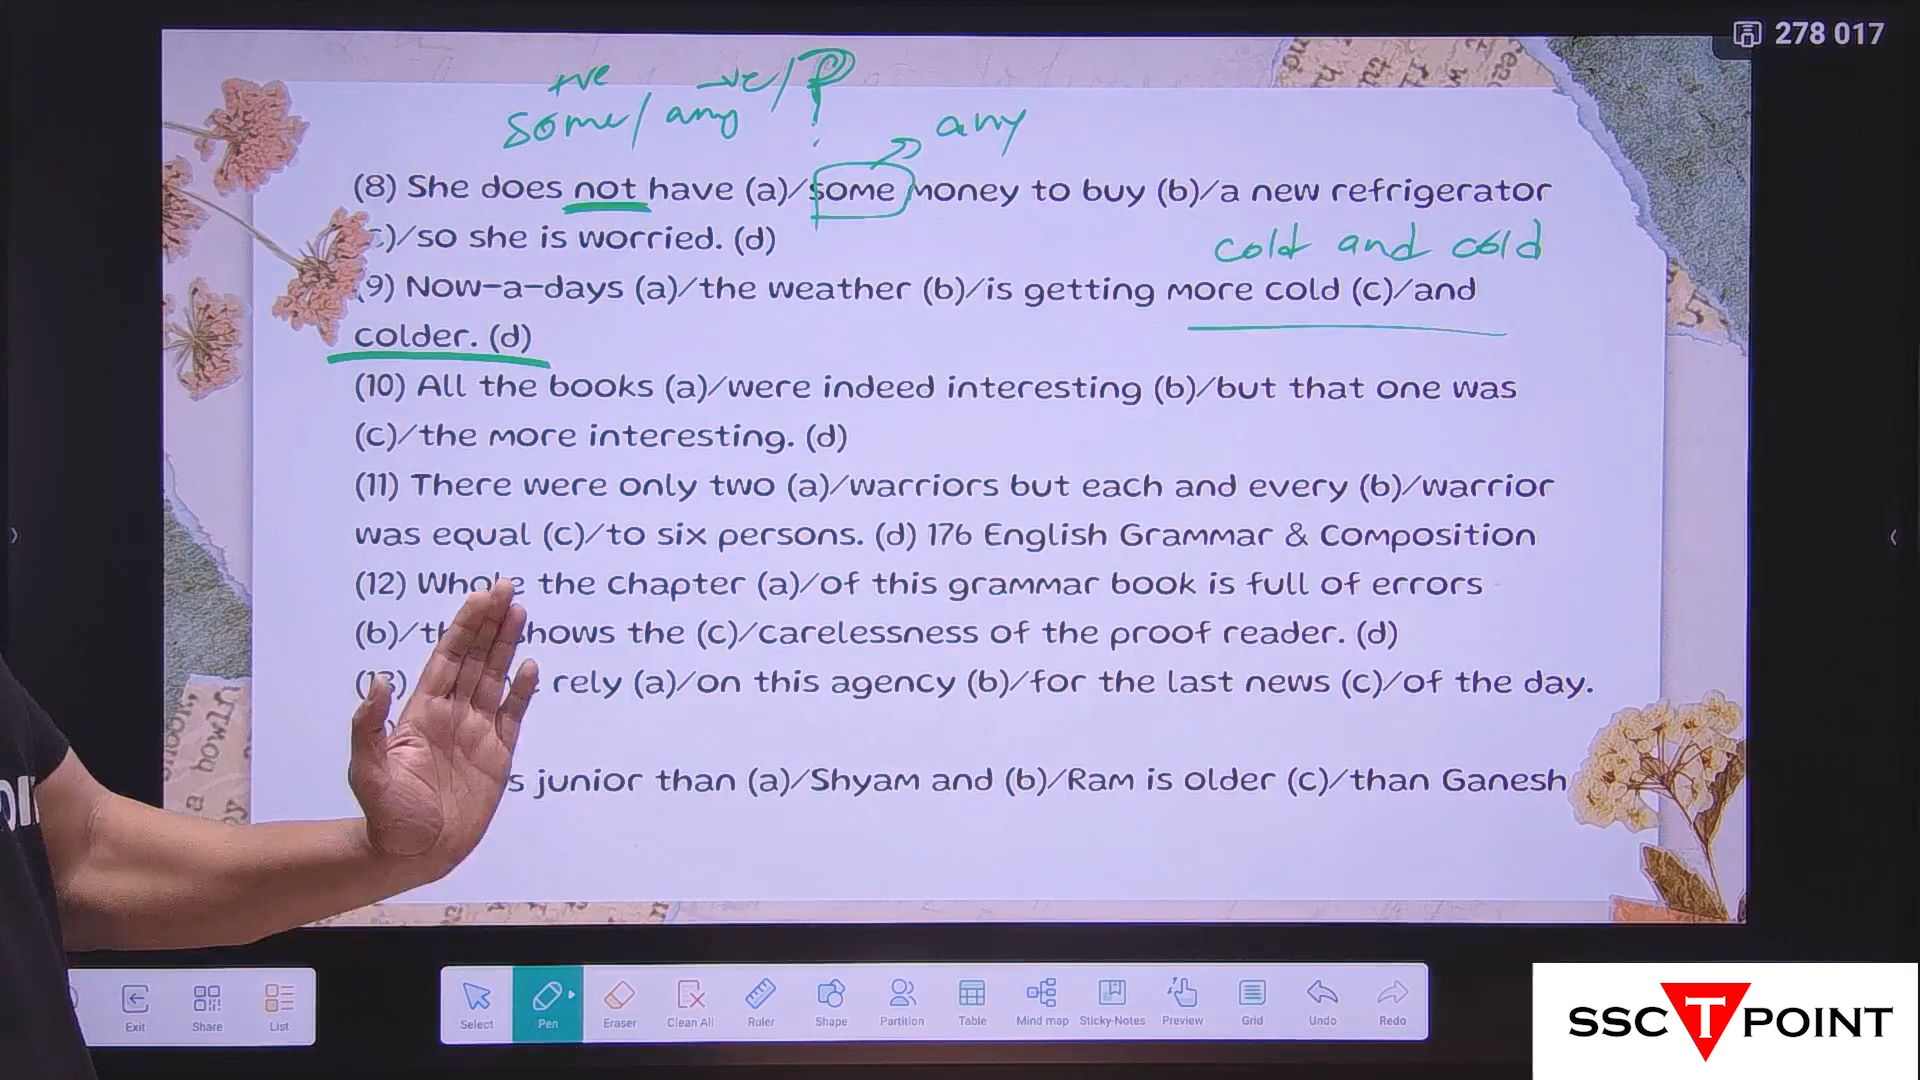 278 017
+ve -ve/?
some/ any
any
(8) She does not have (a)/some money to buy (b)/a new refrigerator
)/so she is worried. (d)
cold and cold
9) Now-a-days (a)/the weather (b)/is getting more cold (c)/and
colder. (d)
(10) All the books (a)/were indeed interesting (b)/but that one was
(c)/the more interesting. (d)
(11) There were only two (a)/warriors but each and every (b)/warrior
was equal (c)/to six persons. (d) 176 English Grammar & Composition
(12) Whole the chapter (a)/of this grammar book is full of errors
(b)/ shows the (c)/carelessness of the proof reader. (d)
(13) rely (a)/on this agency (b)/for the last news (c)/of the day.
junior than (a)/Shyam and (b)/Ram is older (c)/than Ganesh
Exit Share List Select Pen Eraser Clean All Ruler Shape Partition Table Mind map Sticky-Notes Preview Grid Undo Redo
SSC T POINT